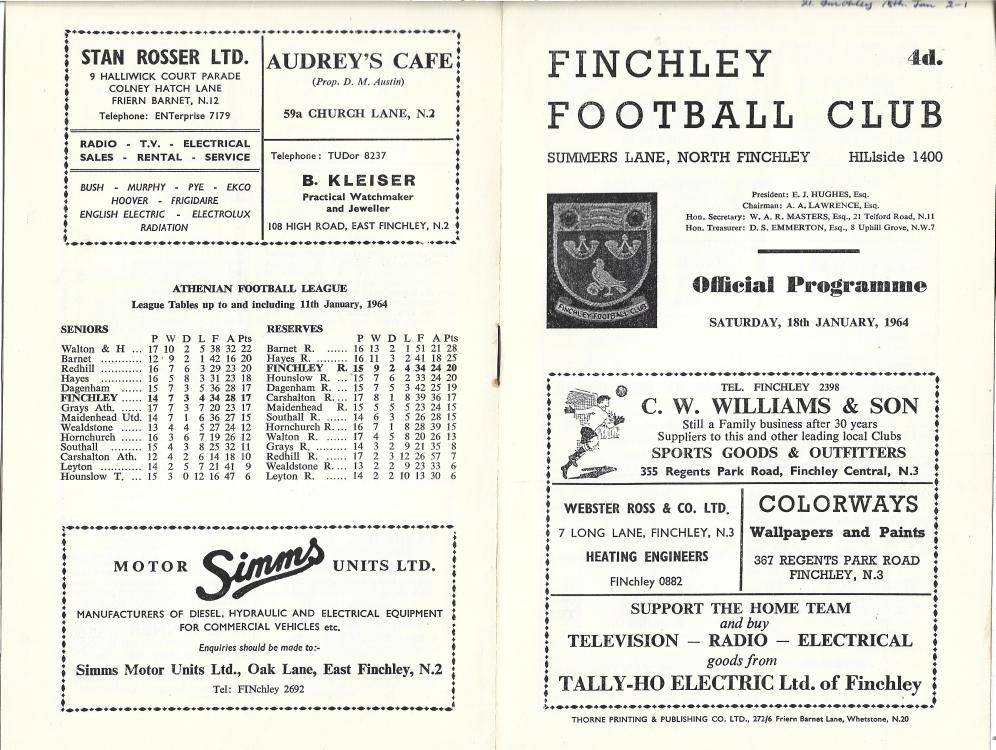 STAN ROSSER LTD.
9 HALLIWICK COURT PARADE
COLNEY HATCH LANE
FRIERN BARNET, N.12
Telephone: ENTerprise 7179
RADIO - T.V. - ELECTRICAL
SALES - RENTAL - SERVICE
BUSH - MURPHY - PYE - EKCO
HOOVER - FRIGIDAIRE
ENGLISH ELECTRIC - ELECTROLUX
RADIATION
AUDREY'S CAFE
(Prop. D. M. Austin)
59a CHURCH LANE, N.2
Telephone: TUDor 8237
B. KLEISER
Practical Watchmaker
and Jeweller
108 HIGH ROAD, EAST FINCHLEY, N.2
ATHENIAN FOOTBALL LEAGUE
League Tables up to and including 11th January, 1964
SENIORS
P W D L F A Pts
Walton & H ... 17 10 2 5 38 32 22
Barnet ............ 12 9 2 1 42 16 20
Redhill ............ 16 7 6 3 29 23 20
Hayes ............ 16 5 8 3 31 23 18
Dagenham ...... 15 7 3 5 36 28 17
FINCHLEY ...... 14 7 3 4 34 28 17
Grays Ath. ...... 17 7 3 7 20 23 17
Maidenhead Utd. 14 7 1 6 36 27 15
Wealdstone ...... 13 4 4 5 27 24 12
Hornchurch ...... 16 3 6 7 19 26 12
Southall ......... 15 4 3 8 25 32 11
Carshalton Ath. 12 4 2 6 14 18 10
Leyton ............ 14 2 5 7 21 41 9
Hounslow T. ... 15 3 0 12 16 47 6
RESERVES
P W D L F A Pts
Barnet R. ...... 16 13 2 1 51 21 28
Hayes R. ......... 16 11 3 2 41 18 25
FINCHLEY R. 15 9 2 4 34 24 20
Hounslow R. ... 15 7 6 2 33 24 20
Dagenham R. ... 15 7 5 3 42 25 19
Carshalton R. ... 17 8 1 8 39 36 17
Maidenhead R. 15 5 5 5 23 24 15
Southall R. ...... 14 6 3 5 26 28 15
Hornchurch R. ... 16 7 1 8 28 39 15
Walton R. ...... 17 4 5 8 20 26 13
Grays R. ......... 14 3 2 9 21 35 8
Redhill R. ...... 17 2 3 12 26 57 7
Wealdstone R. ... 13 2 2 9 23 33 6
Leyton R. ...... 14 2 2 10 13 30 6
MOTOR Simms UNITS LTD.
MANUFACTURERS OF DIESEL, HYDRAULIC AND ELECTRICAL EQUIPMENT
FOR COMMERCIAL VEHICLES etc.
Enquiries should be made to:-
Simms Motor Units Ltd., Oak Lane, East Finchley, N.2
Tel: FINchley 2692
Finchley 18th. Jan 2-1
FINCHLEY 4d.
FOOTBALL CLUB
SUMMERS LANE, NORTH FINCHLEY HILlside 1400
FINCHLEY FOOTBALL CLUB
President: E. J. HUGHES, Esq.
Chairman: A. A. LAWRENCE, Esq.
Hon. Secretary: W. A. R. MASTERS, Esq., 21 Telford Road, N.11
Hon. Treasurer: D. S. EMMERTON, Esq., 8 Uphill Grove, N.W.7
Official Programme
SATURDAY, 18th JANUARY, 1964
TEL. FINCHLEY 2398
C. W. WILLIAMS & SON
Still a Family business after 30 years
Suppliers to this and other leading local Clubs
SPORTS GOODS & OUTFITTERS
355 Regents Park Road, Finchley Central, N.3
WEBSTER ROSS & CO. LTD.
7 LONG LANE, FINCHLEY, N.3
HEATING ENGINEERS
FINchley 0882
COLORWAYS
Wallpapers and Paints
367 REGENTS PARK ROAD
FINCHLEY, N.3
SUPPORT THE HOME TEAM
and buy
TELEVISION — RADIO — ELECTRICAL
goods from
TALLY-HO ELECTRIC Ltd. of Finchley
THORNE PRINTING & PUBLISHING CO. LTD., 272/6 Friern Barnet Lane, Whetstone, N.20